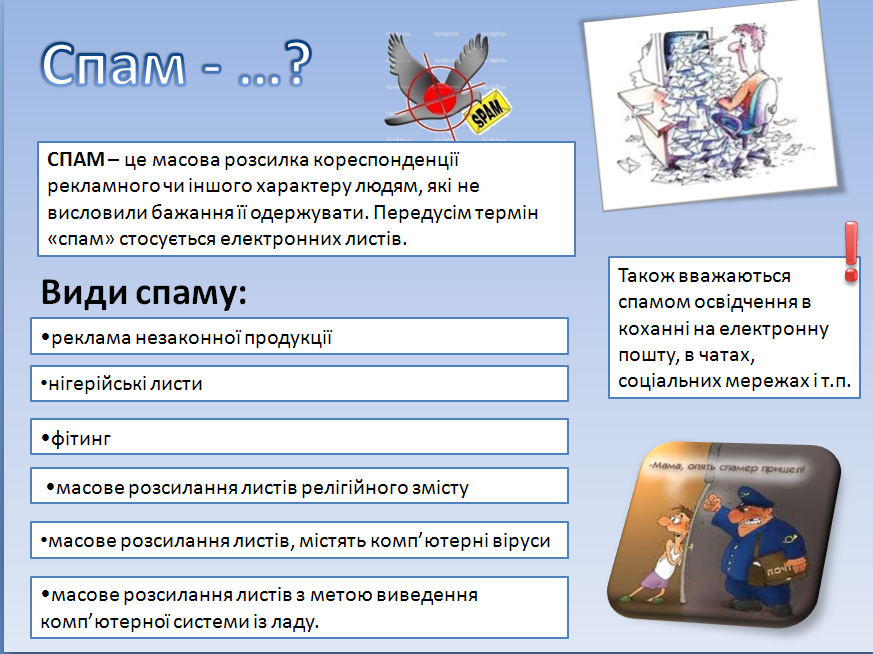 Спам - ...?
SPAM
СПАМ – це масова розсилка кореспонденції
рекламного чи іншого характеру людям, які не
висловили бажання її одержувати. Передусім термін
«спам» стосується електронних листів.
Види спаму:
•реклама незаконної продукції
•нігерійські листи
•фітинг
•масове розсилання листів релігійного змісту
•масове розсилання листів, містять комп’ютерні віруси
•масове розсилання листів з метою виведення
комп’ютерної системи із ладу.
!
Також вважаються
спамом освідчення в
коханні на електронну
пошту, в чатах,
соціальних мережах і т.п.
-Мама, опять спамер пришел!
ПОЧТ